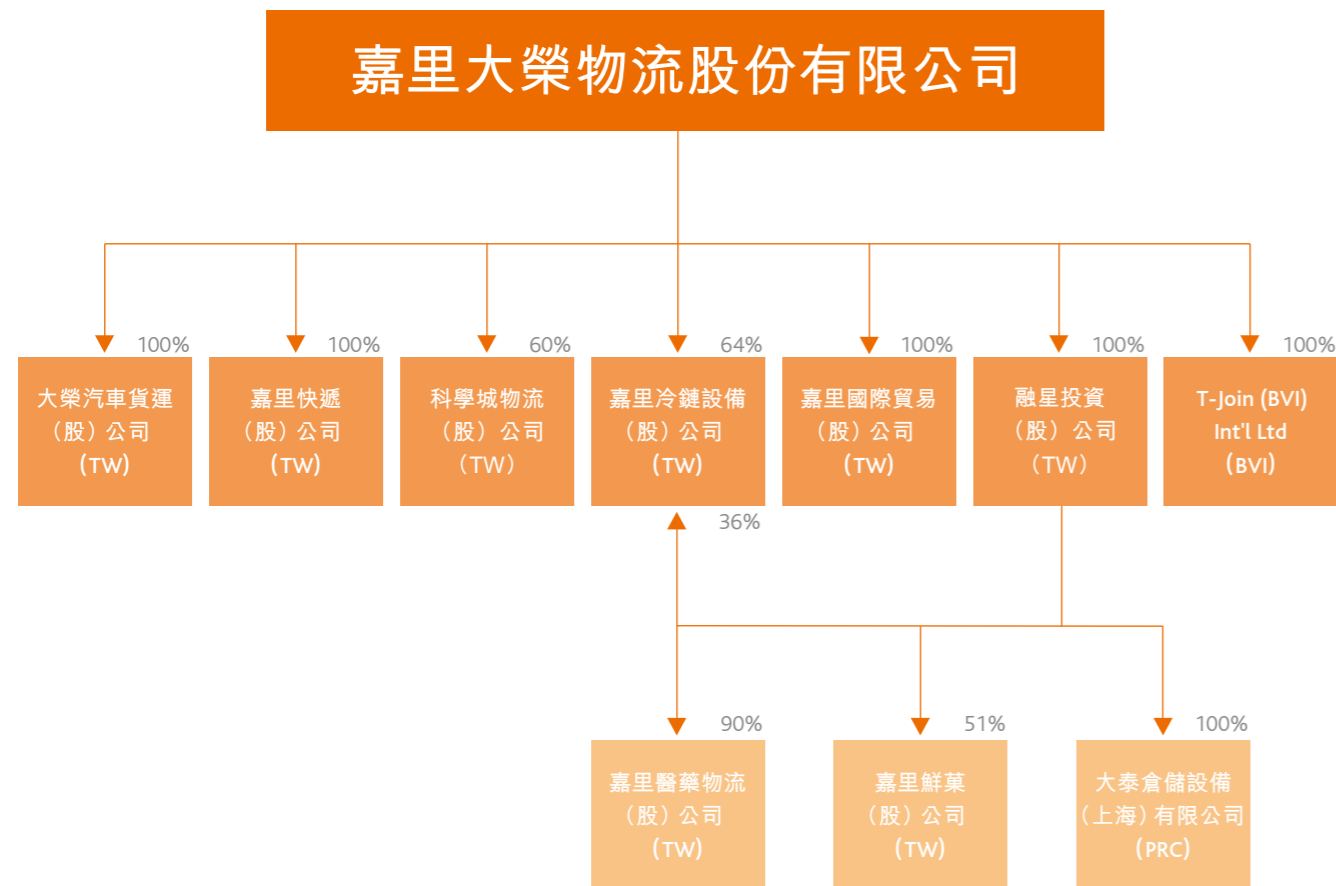 嘉里大榮物流股份有限公司
100%
100%
60%
64%
100%
100%
100%
大榮汽車貨運
（股）公司
(TW)
嘉里快遞
（股）公司
(TW)
科學城物流
（股）公司
（TW）
嘉里冷鏈設備
（股）公司
(TW)
嘉里國際貿易
（股）公司
(TW)
融星投資
（股）公司
（TW）
T-Join (BVI)
Int'l Ltd
(BVI)
36%
90%
51%
100%
嘉里醫藥物流
（股）公司
(TW)
嘉里鮮菓
（股）公司
(TW)
大泰倉儲設備
（上海）有限公司
(PRC)